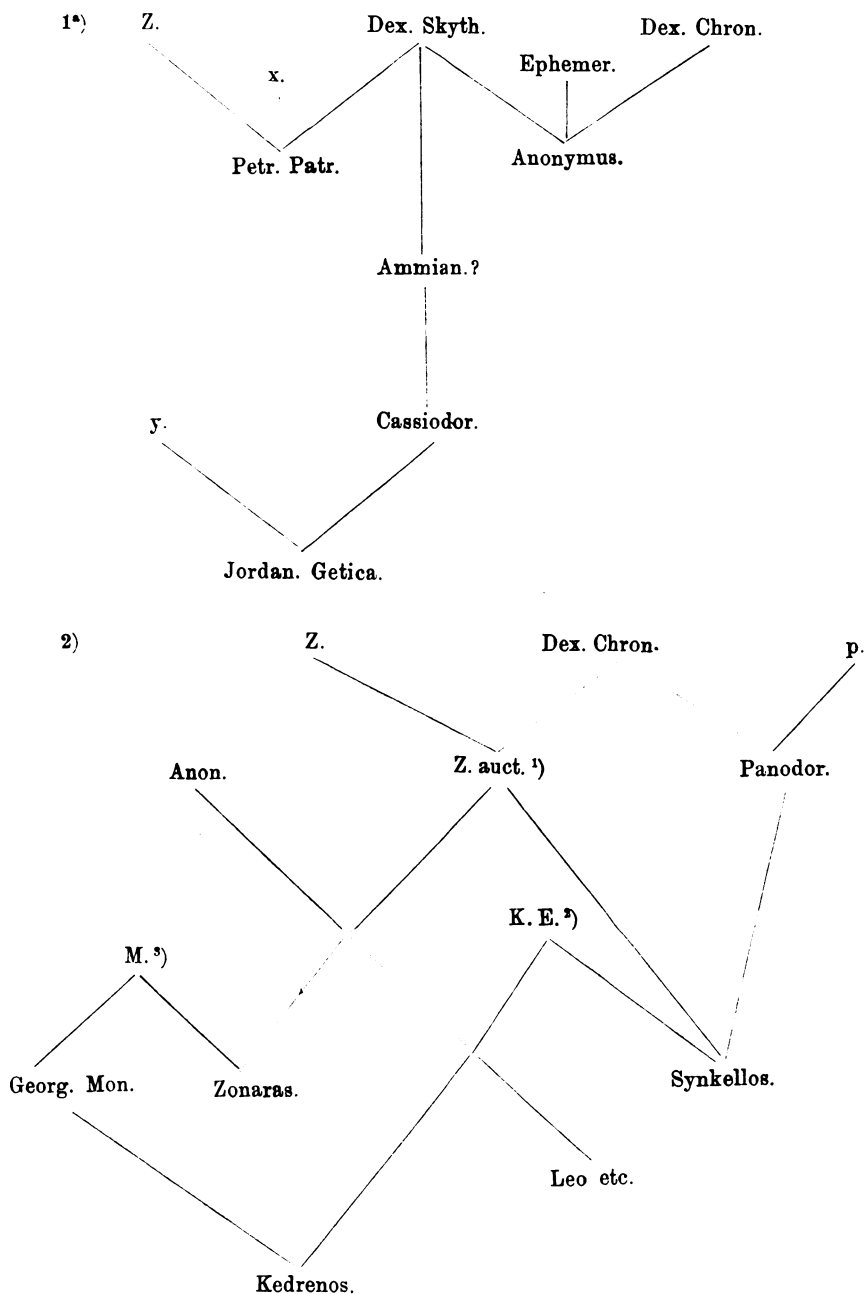 1ᵃ) Z. Dex. Skyth. Dex. Chron.
x. Ephemer.
Petr. Patr. Anonymus.
Ammian.?
y. Cassiodor.
Jordan. Getica.
2) Z. Dex. Chron. p.
Anon. Z. auct. ¹) Panodor.
K. E. ²)
M. ³)
Georg. Mon. Zonaras. Synkellos.
Leo etc.
Kedrenos.